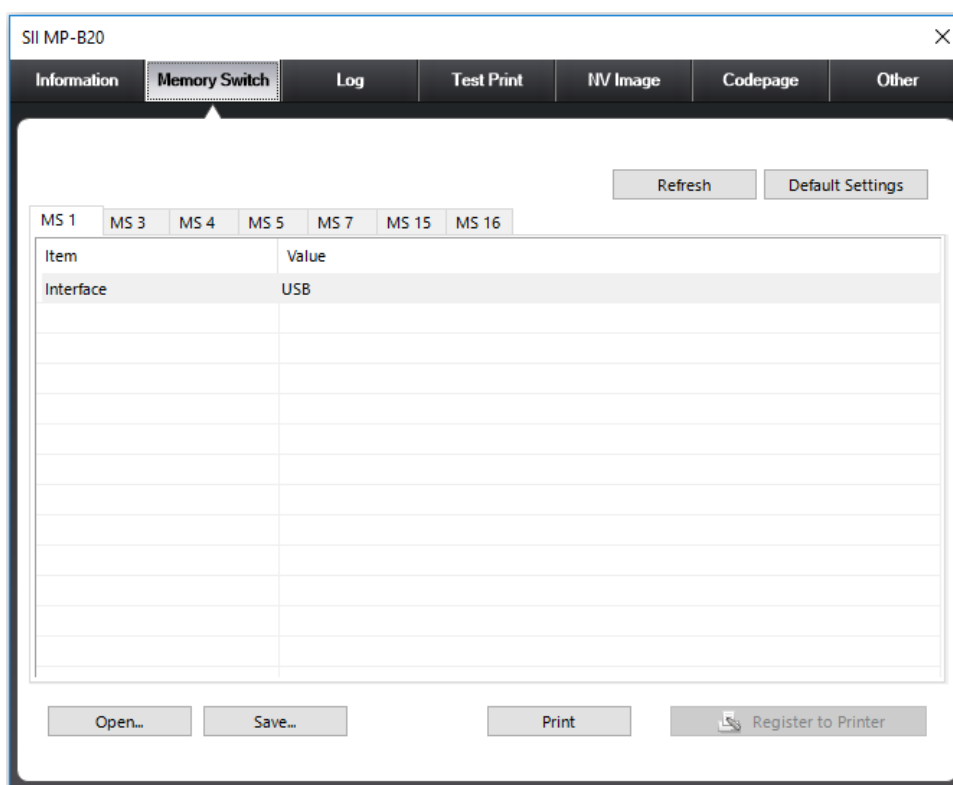 SII MP-B20
Information Memory Switch Log Test Print NV Image Codepage Other
Refresh Default Settings
MS 1 MS 3 MS 4 MS 5 MS 7 MS 15 MS 16
Item Value
Interface USB
Open... Save... Print Register to Printer